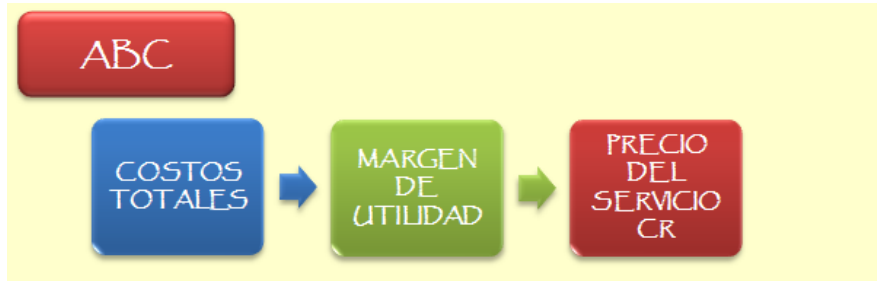 ABC
COSTOS
TOTALES
MARGEN
DE
UTILIDAD
PRECIO
DEL
SERVICIO
CR